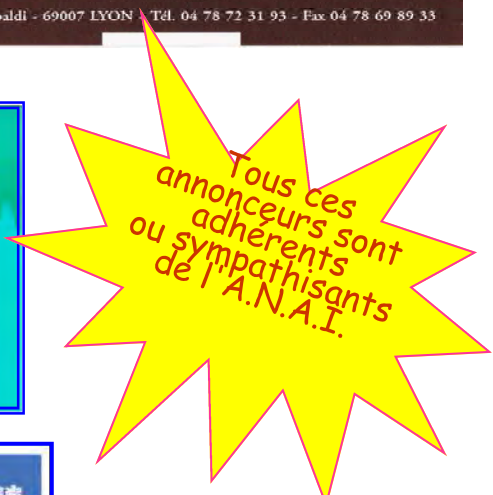 - 69007 LYON - Tél. 04 78 72 31 93 - Fax 04 78 69 89 33
Tous ces
annonceurs sont
adhérents
ou sympathisants
de l'A.N.A.I.